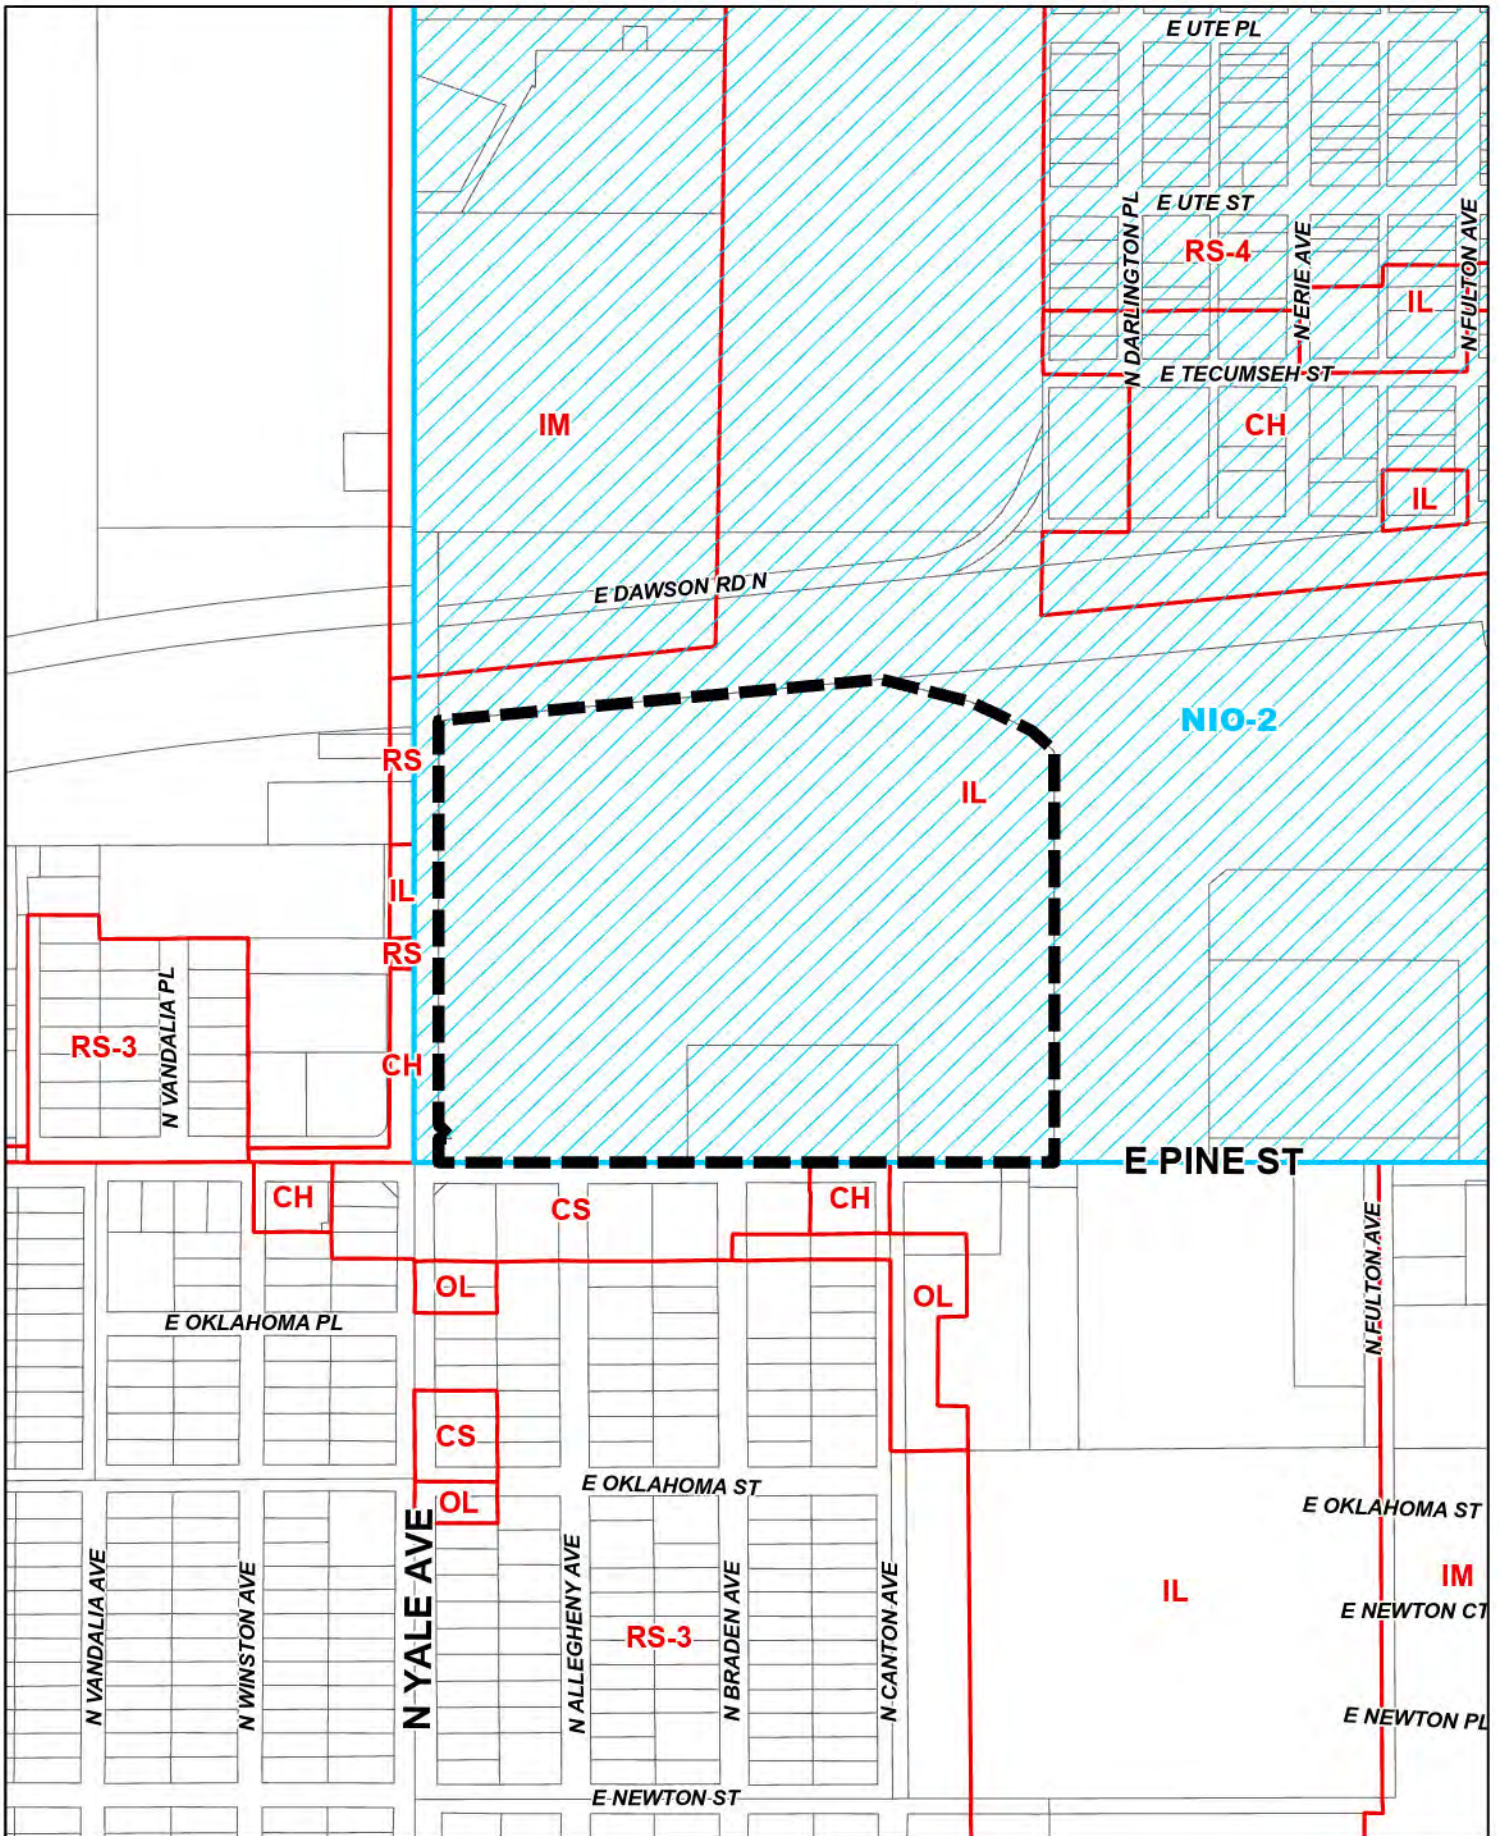 E UTE PL
E UTE ST
N DARLINGTON PL
RS-4
N ERIE AVE
IL
N FULTON AVE
E TECUMSEH ST
IM
CH
IL
E DAWSON RD N
NIO-2
RS
IL
IL
RS
RS-3
N VANDALIA PL
CH
E PINE ST
CH
CS
CH
OL
OL
N FULTON AVE
E OKLAHOMA PL
CS
E OKLAHOMA ST
OL
E OKLAHOMA ST
N VANDALIA AVE
N WINSTON AVE
N YALE AVE
N ALLEGHENY AVE
RS-3
N BRADEN AVE
N CANTON AVE
IL
IM
E NEWTON CT
E NEWTON PL
E NEWTON ST